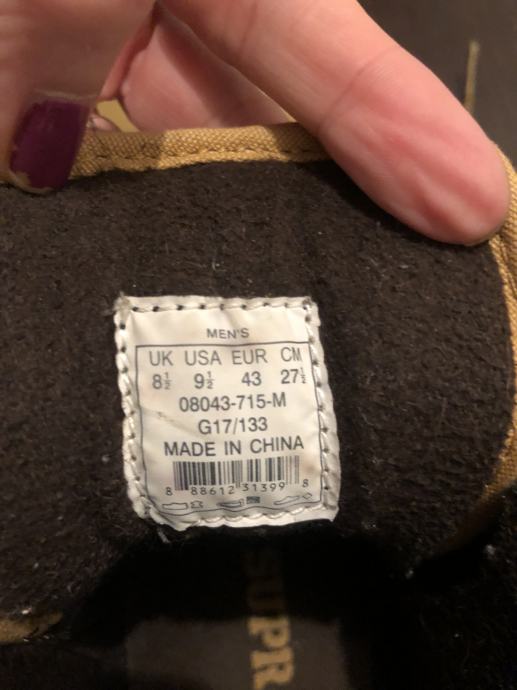 MEN'S
UK USA EUR CM
8½ 9½ 43 27½
08043-715-M
G17/133
MADE IN CHINA
8 88612 31399 8
SUPR